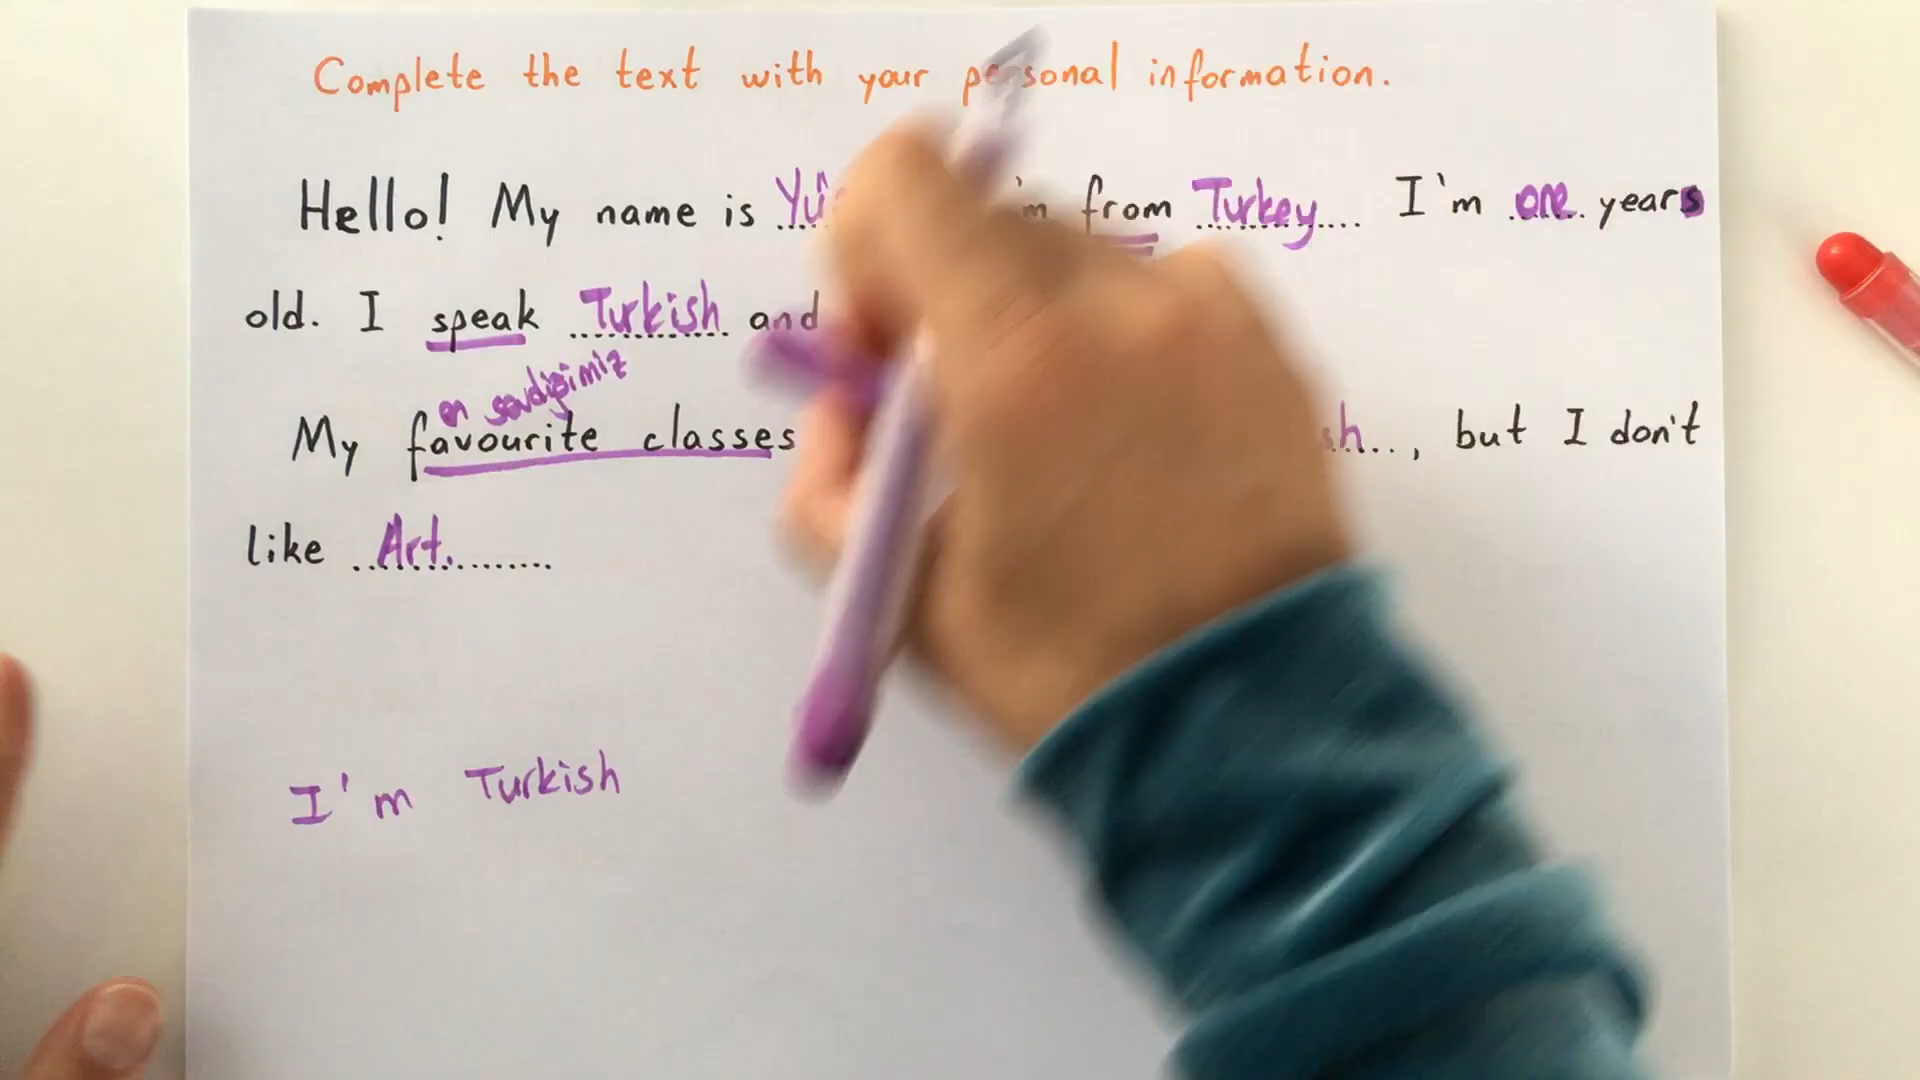 Complete the text with your personal information.
Hello! My name is from Turkey.... I'm one years
old. I speak Turkish and
en sevdiğimiz
My favourite classes , but I don't
like Art.
I'm Turkish